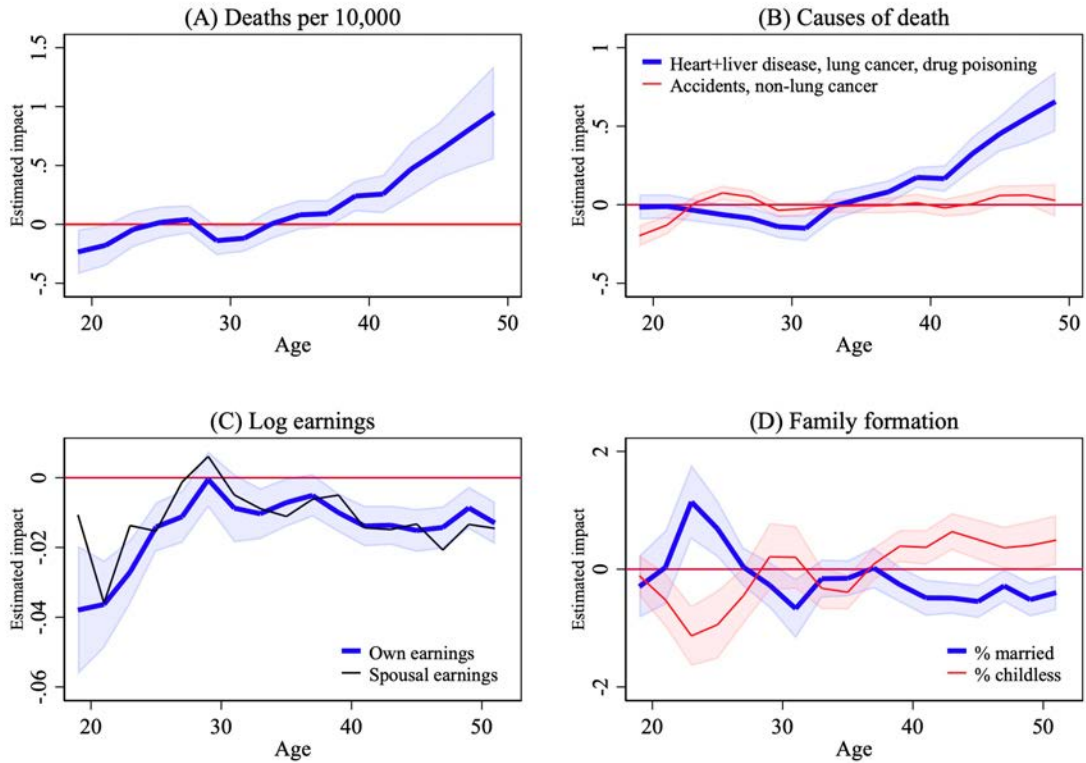 (A) Deaths per 10,000
Estimated impact
1.5
1
.5
0
-.5
20 30 40 50
Age
(B) Causes of death
Estimated impact
1
.5
0
-.5
Heart+liver disease, lung cancer, drug poisoning
Accidents, non-lung cancer
20 30 40 50
Age
(C) Log earnings
Estimated impact
0
-.02
-.04
-.06
Own earnings
Spousal earnings
20 30 40 50
Age
(D) Family formation
Estimated impact
2
0
-2
% married
% childless
20 30 40 50
Age